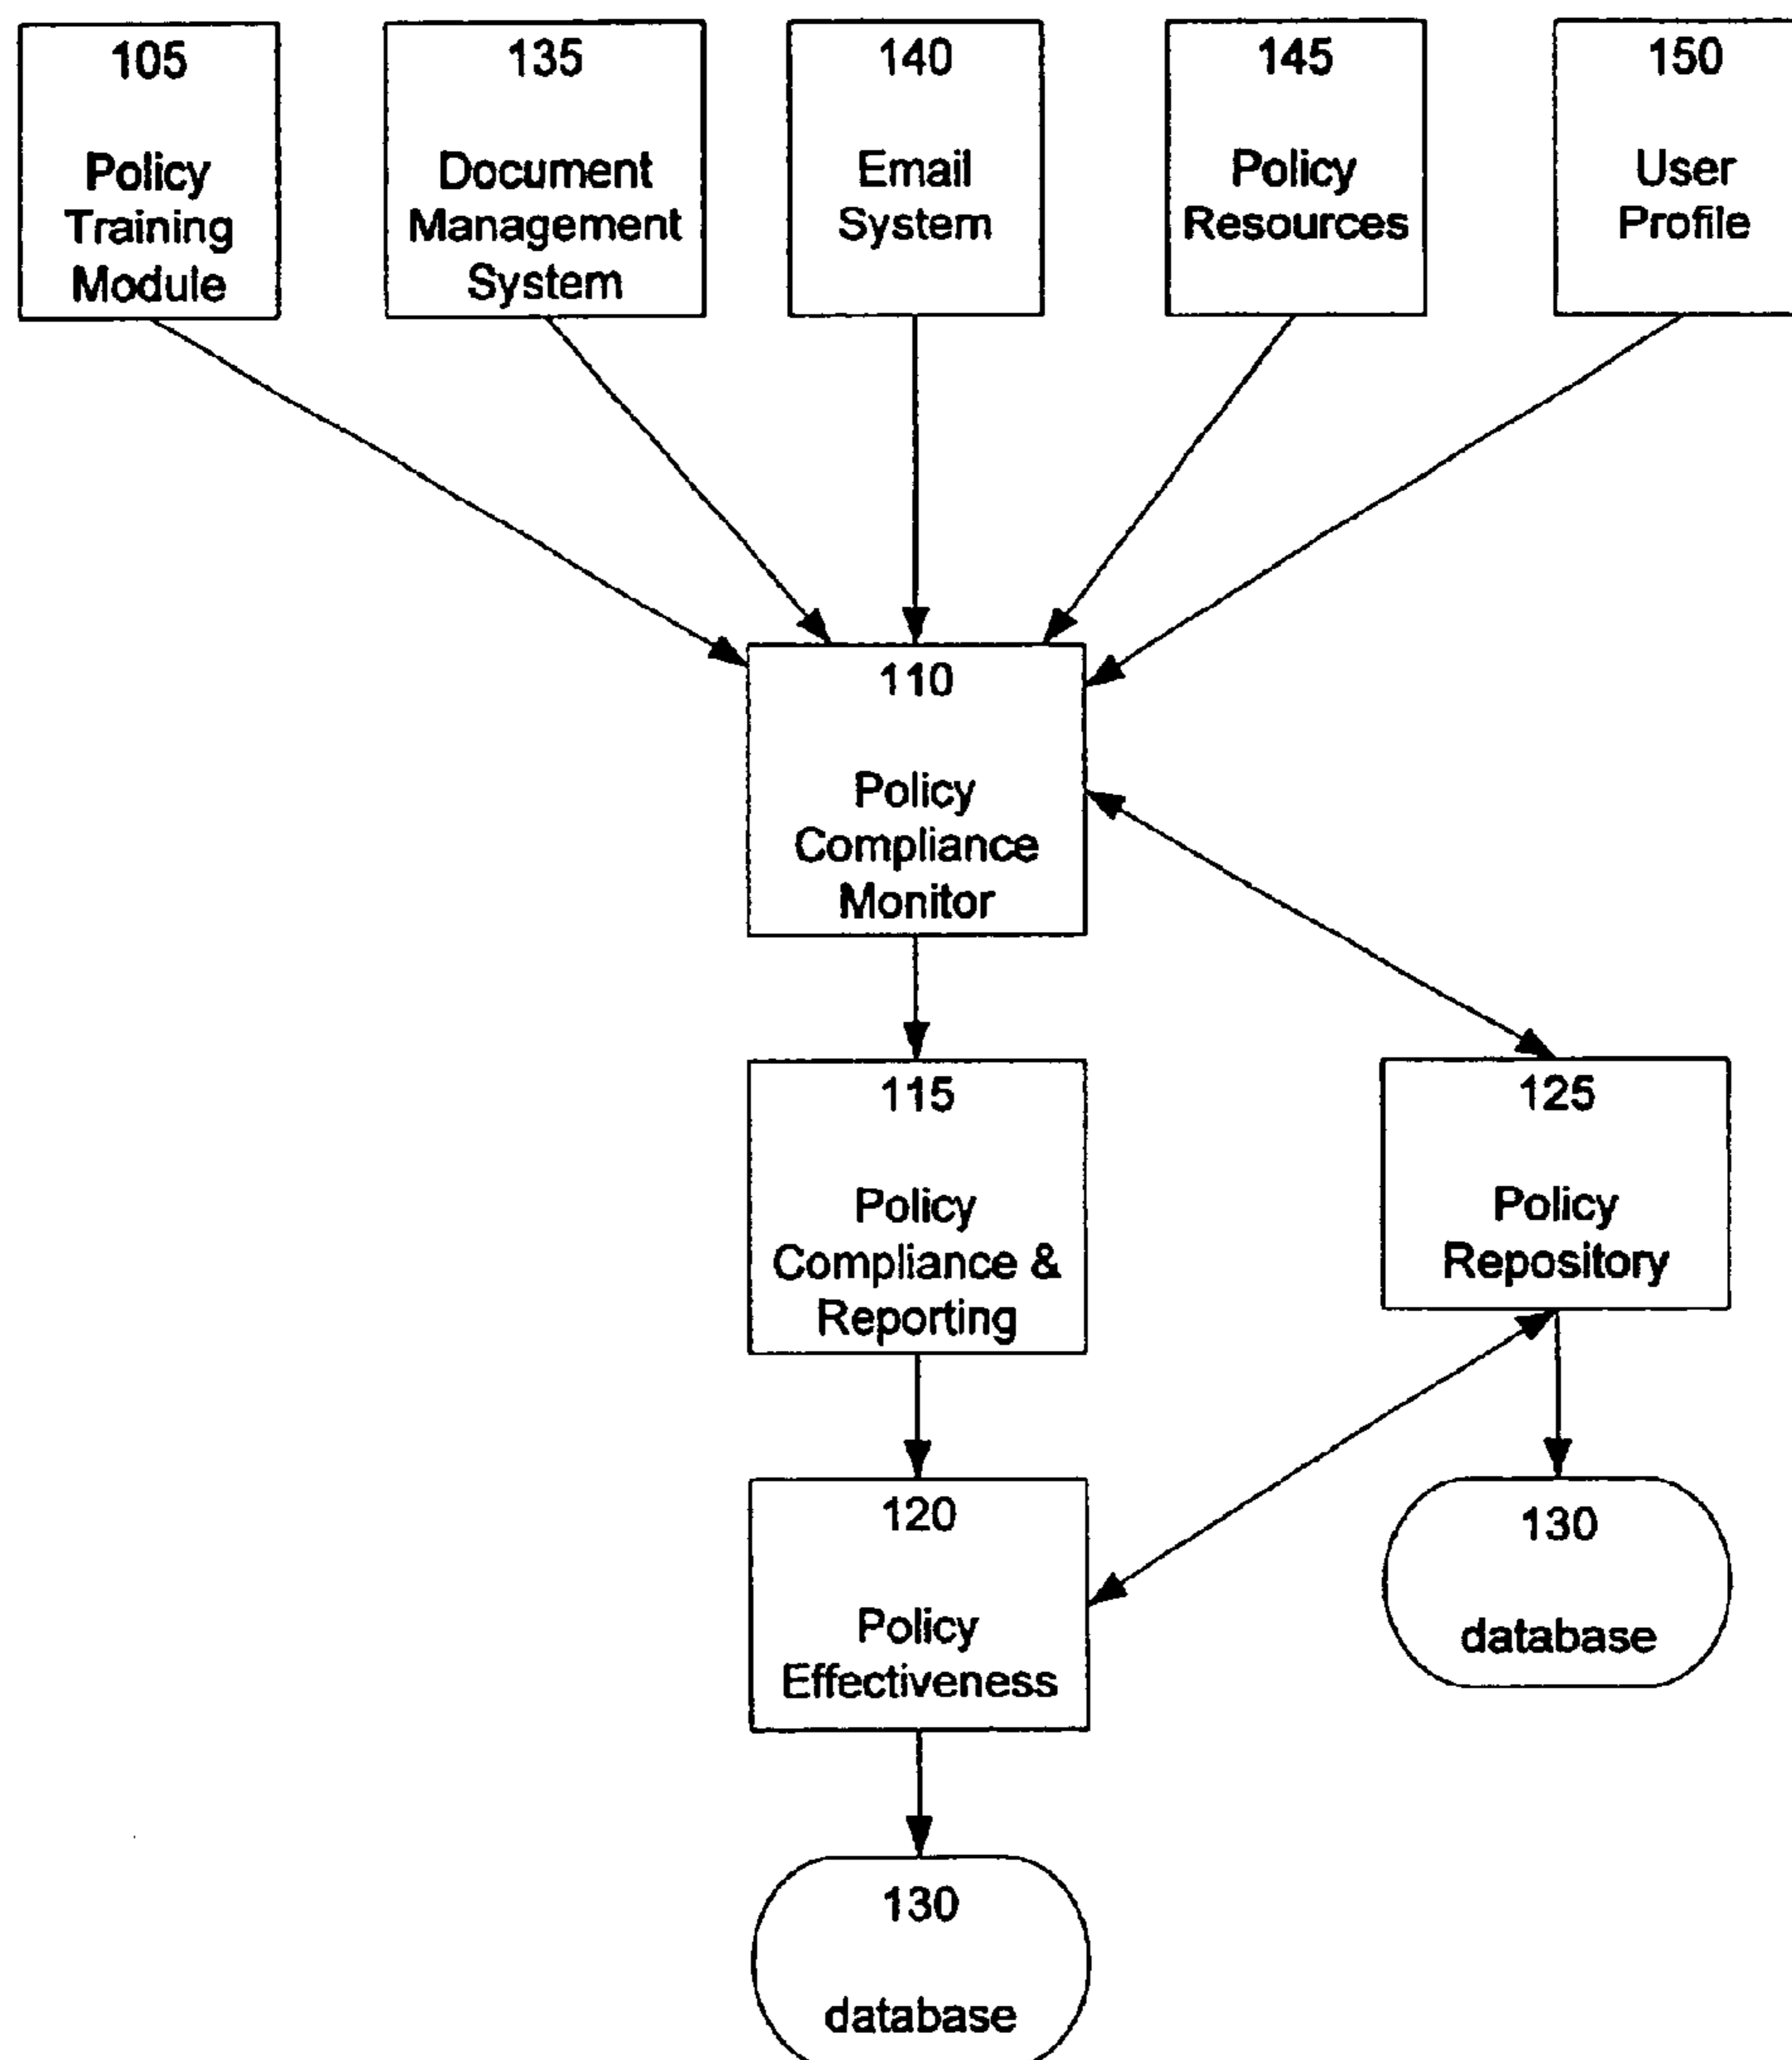 105
Policy
Training
Module
135
Document
Management
System
140
Email
System
145
Policy
Resources
150
User
Profile
110
Policy
Compliance
Monitor
115
Policy
Compliance &
Reporting
125
Policy
Repository
120
Policy
Effectiveness
130
database
130
database